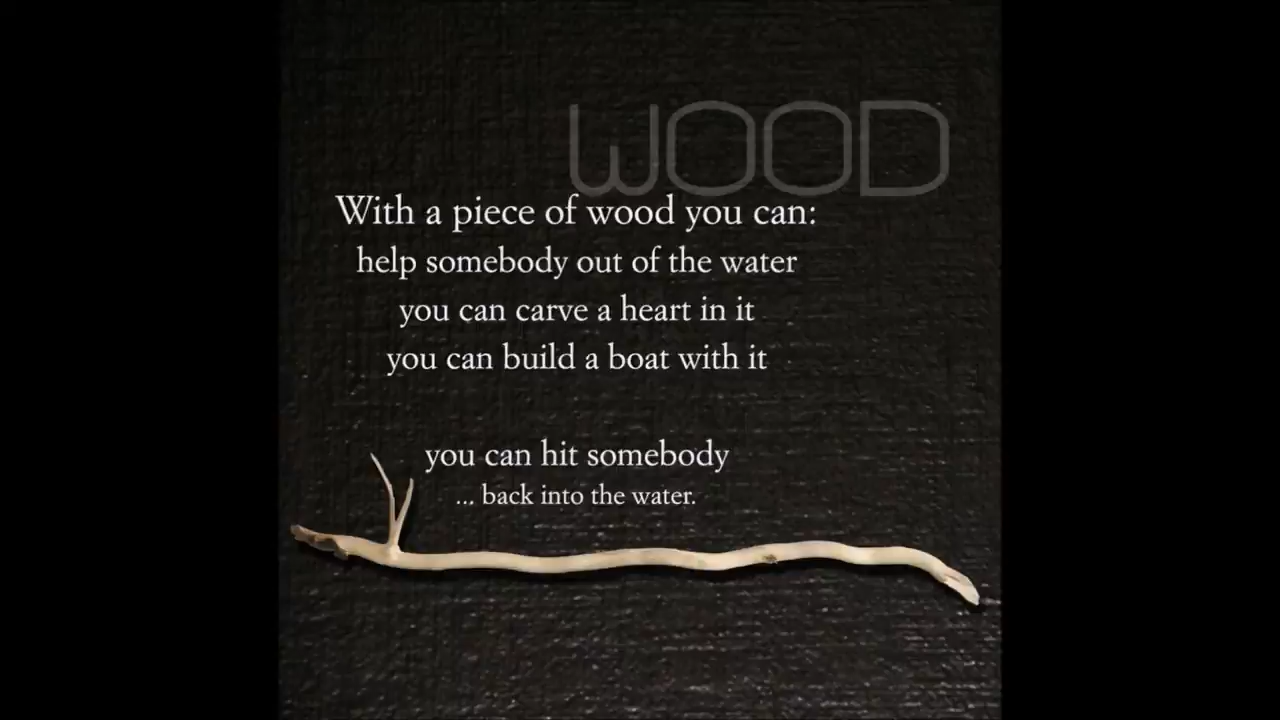 WOOD
With a piece of wood you can:
help somebody out of the water
you can carve a heart in it
you can build a boat with it
you can hit somebody
... back into the water.